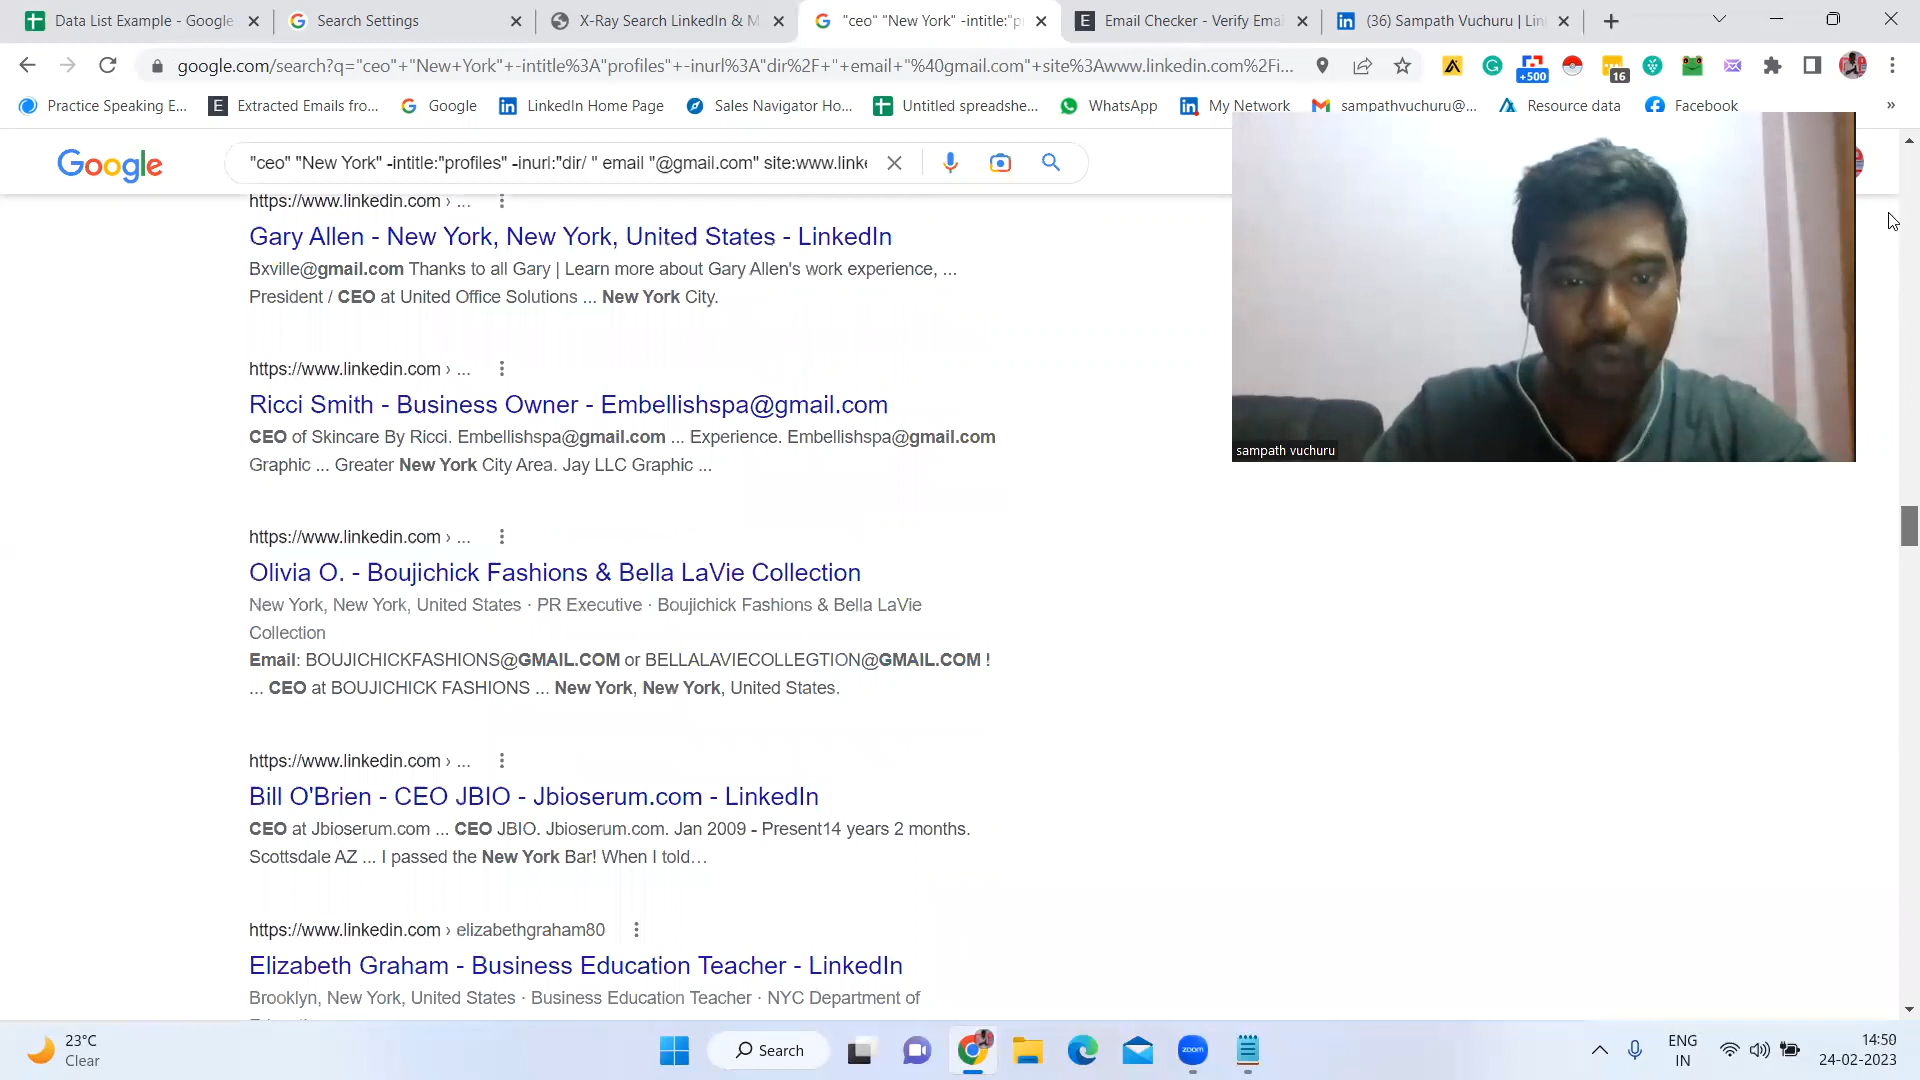 Data List Example - Google
Search Settings
X-Ray Search LinkedIn & M
"ceo" "New York" -intitle:"pr
Email Checker - Verify Emai
(36) Sampath Vuchuru | Lin
google.com/search?q="ceo"+"New+York"+-intitle%3A"profiles"+-inurl%3A"dir%2F+"+email+"%40gmail.com"+site%3Awww.linkedin.com%2Fi...
+500
16
Practice Speaking E...
Extracted Emails fro...
Google
LinkedIn Home Page
Sales Navigator Ho...
Untitled spreadshe...
WhatsApp
My Network
sampathvuchuru@...
Resource data
Facebook
»
Google
"ceo" "New York" -intitle:"profiles" -inurl:"dir/ " email "@gmail.com" site:www.linke
https://www.linkedin.com › ...
Gary Allen - New York, New York, United States - LinkedIn
Bxville@gmail.com Thanks to all Gary | Learn more about Gary Allen's work experience, ...
President / CEO at United Office Solutions ... New York City.
https://www.linkedin.com › ...
Ricci Smith - Business Owner - Embellishspa@gmail.com
CEO of Skincare By Ricci. Embellishspa@gmail.com ... Experience. Embellishspa@gmail.com
Graphic ... Greater New York City Area. Jay LLC Graphic ...
https://www.linkedin.com › ...
Olivia O. - Boujichick Fashions & Bella LaVie Collection
New York, New York, United States · PR Executive · Boujichick Fashions & Bella LaVie
Collection
Email: BOUJICHICKFASHIONS@GMAIL.COM or BELLALAVIECOLLEGTION@GMAIL.COM !
... CEO at BOUJICHICK FASHIONS ... New York, New York, United States.
https://www.linkedin.com › ...
Bill O'Brien - CEO JBIO - Jbioserum.com - LinkedIn
CEO at Jbioserum.com ... CEO JBIO. Jbioserum.com. Jan 2009 - Present14 years 2 months.
Scottsdale AZ ... I passed the New York Bar! When I told...
https://www.linkedin.com › elizabethgraham80
Elizabeth Graham - Business Education Teacher - LinkedIn
Brooklyn, New York, United States · Business Education Teacher · NYC Department of
sampath vuchuru
23°C
Clear
Search
zoom
ENG
IN
14:50
24-02-2023